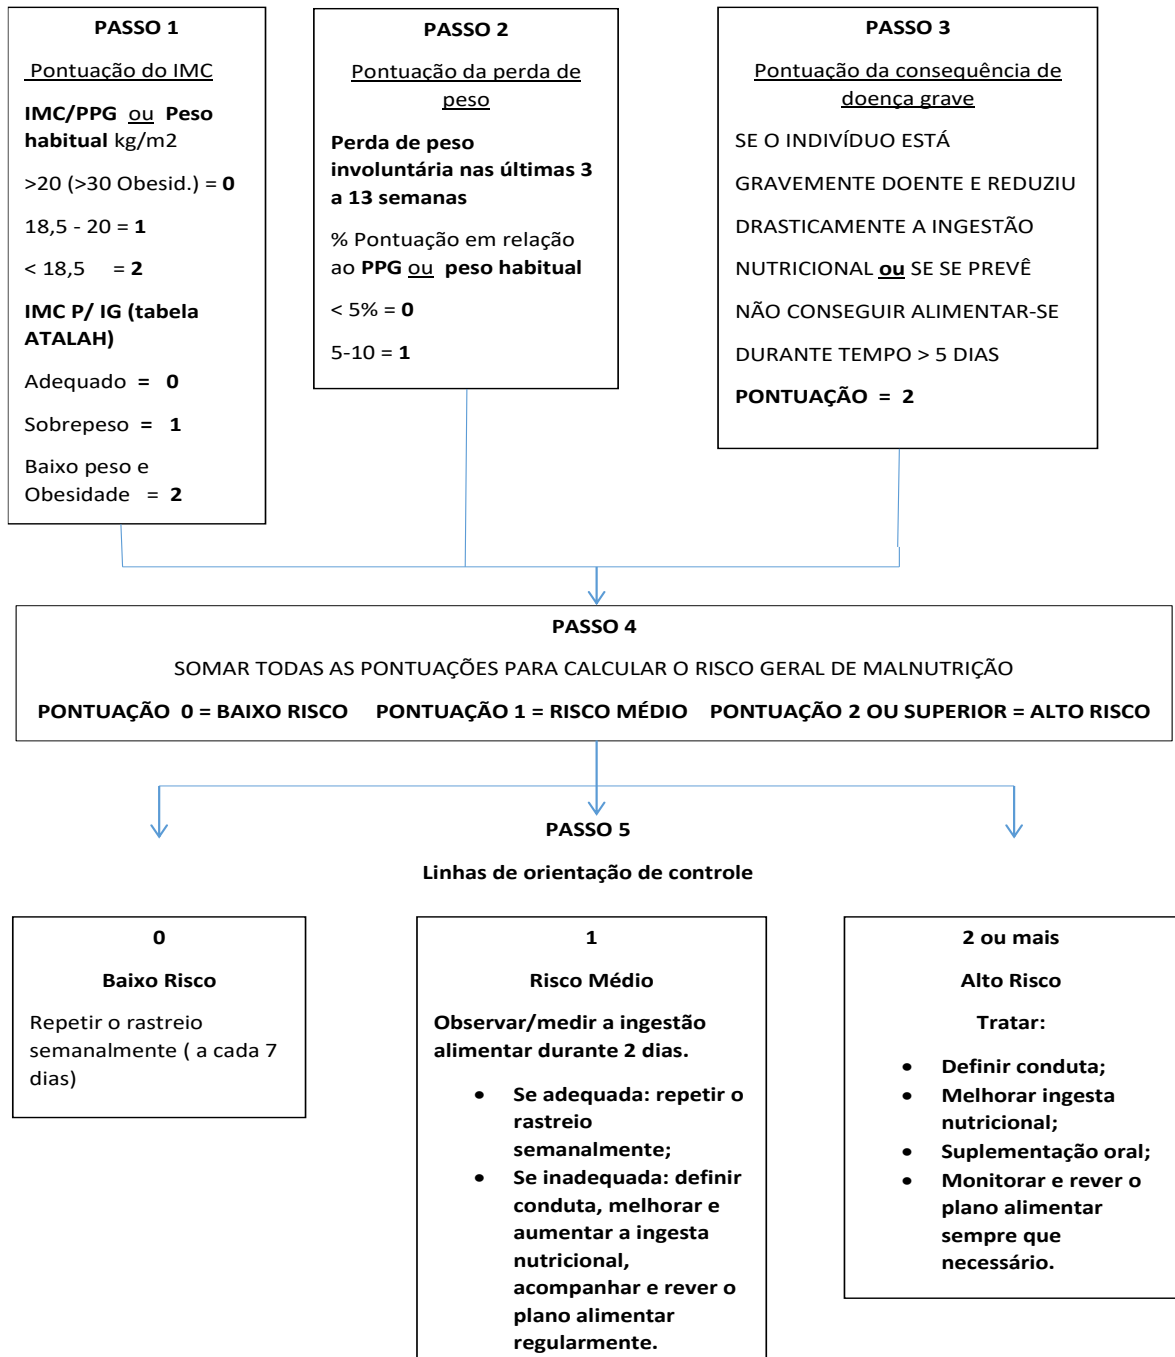 PASSO 1
Pontuação do IMC
IMC/PPG ou Peso
habitual kg/m2
>20 (>30 Obesid.) = 0
18,5 - 20 = 1
< 18,5 = 2
IMC P/ IG (tabela
ATALAH)
Adequado = 0
Sobrepeso = 1
Baixo peso e
Obesidade = 2
PASSO 2
Pontuação da perda de
peso
Perda de peso
involuntária nas últimas 3
a 13 semanas
% Pontuação em relação
ao PPG ou peso habitual
< 5% = 0
5-10 = 1
PASSO 3
Pontuação da consequência de
doença grave
SE O INDIVÍDUO ESTÁ
GRAVEMENTE DOENTE E REDUZIU
DRASTICAMENTE A INGESTÃO
NUTRICIONAL ou SE SE PREVÊ
NÃO CONSEGUIR ALIMENTAR-SE
DURANTE TEMPO > 5 DIAS
PONTUAÇÃO = 2
PASSO 4
SOMAR TODAS AS PONTUAÇÕES PARA CALCULAR O RISCO GERAL DE MALNUTRIÇÃO
PONTUAÇÃO 0 = BAIXO RISCO PONTUAÇÃO 1 = RISCO MÉDIO PONTUAÇÃO 2 OU SUPERIOR = ALTO RISCO
PASSO 5
Linhas de orientação de controle
0
Baixo Risco
Repetir o rastreio
semanalmente ( a cada 7
dias)
1
Risco Médio
Observar/medir a ingestão
alimentar durante 2 dias.
• Se adequada: repetir o
rastreio
semanalmente;
• Se inadequada: definir
conduta, melhorar e
aumentar a ingesta
nutricional,
acompanhar e rever o
plano alimentar
regularmente.
2 ou mais
Alto Risco
Tratar:
• Definir conduta;
• Melhorar ingesta
nutricional;
• Suplementação oral;
• Monitorar e rever o
plano alimentar
sempre que
necessário.